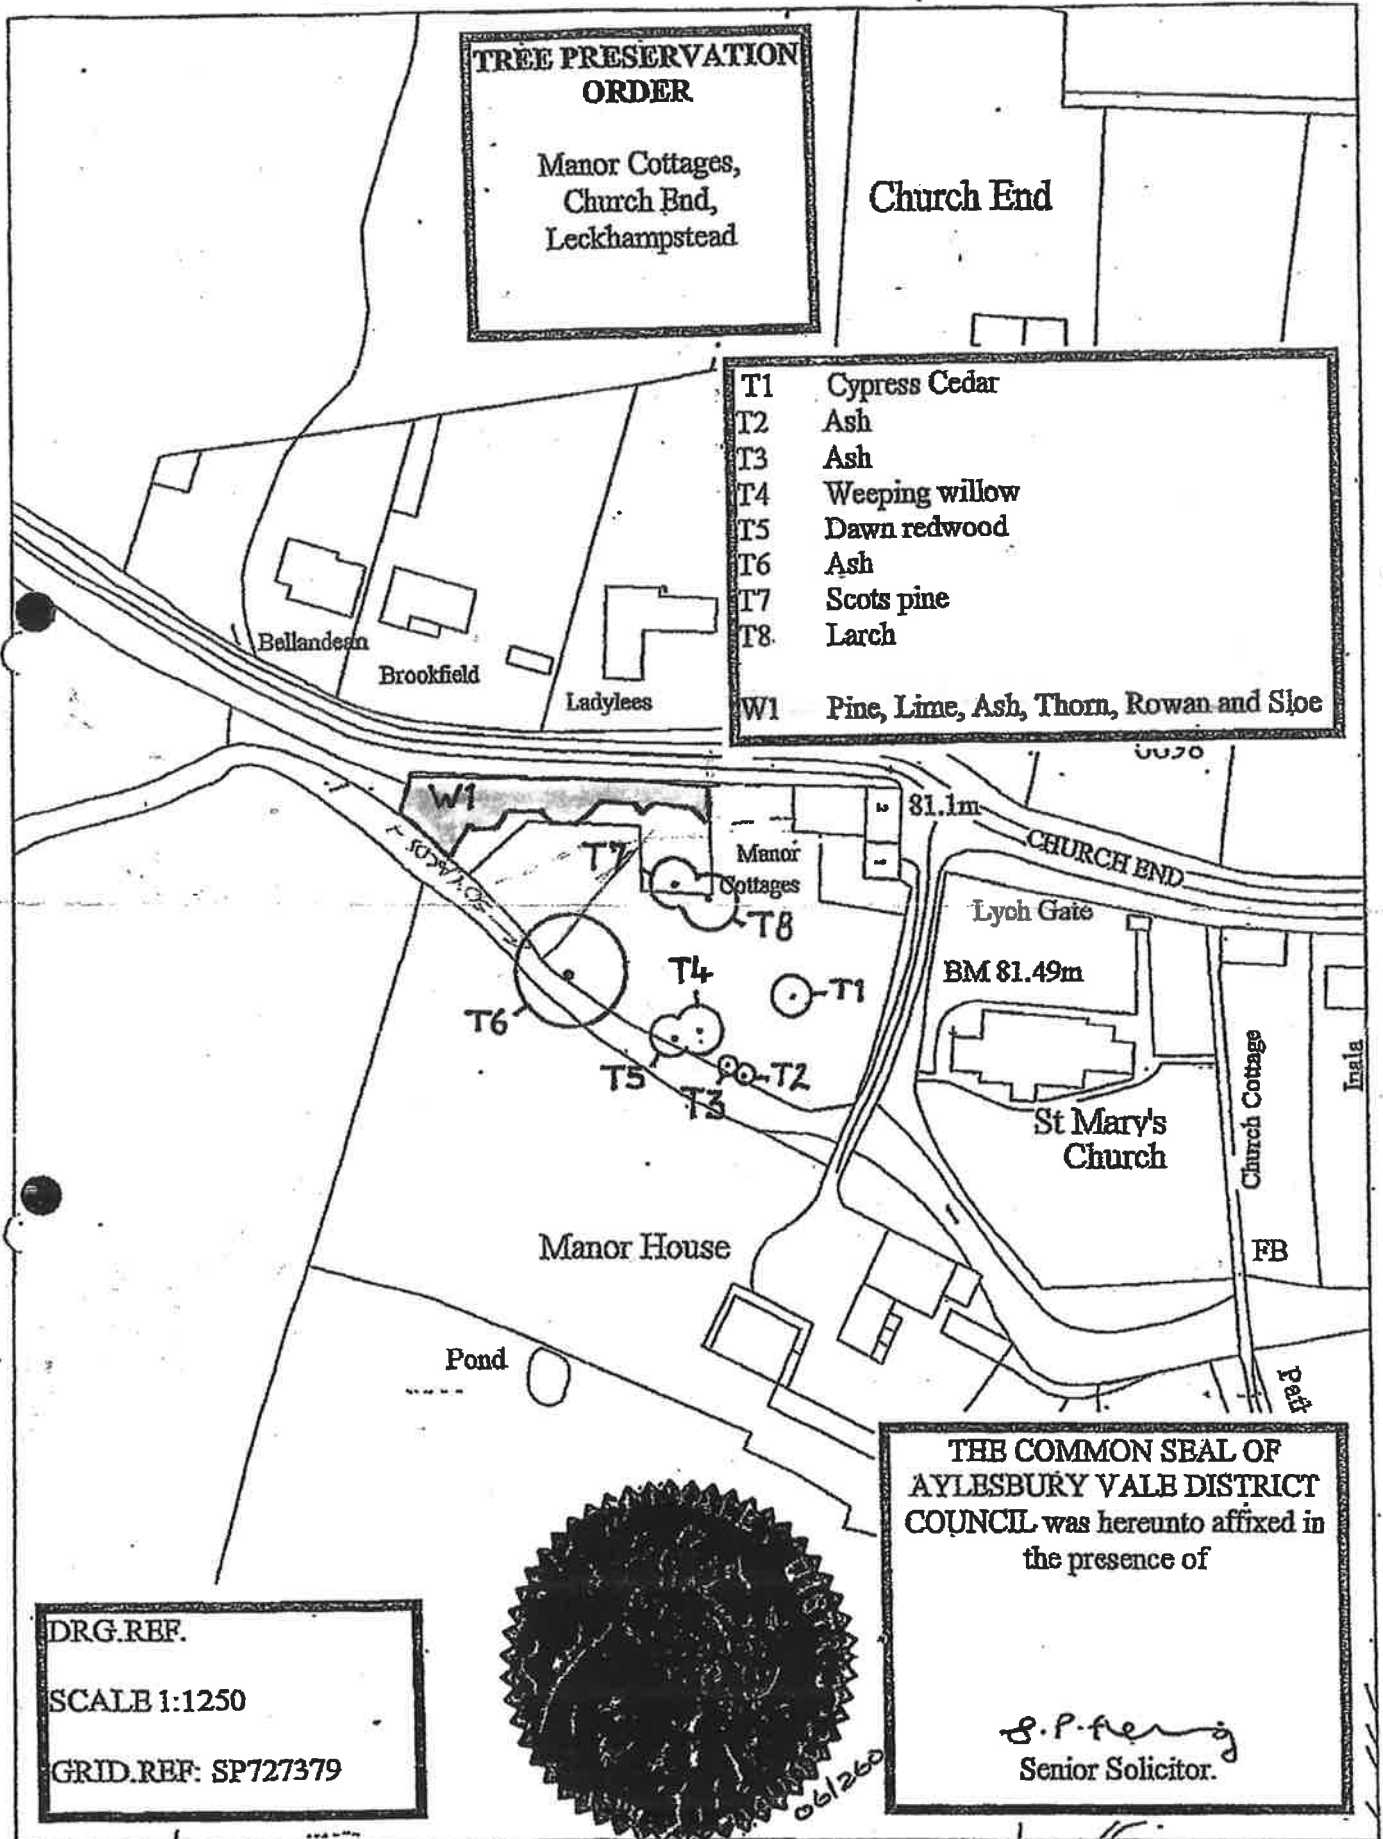 TREE PRESERVATION
ORDER
Manor Cottages,
Church End,
Leckhampstead
Church End
T1 Cypress Cedar
T2 Ash
T3 Ash
T4 Weeping willow
T5 Dawn redwood
T6 Ash
T7 Scots pine
T8 Larch
W1 Pine, Lime, Ash, Thorn, Rowan and Sloe
Bellandean
Brookfield
Ladylees
W1
81.1m
CHURCH END
T7
Manor
Cottages
T8
Lych Gate
BM 81.49m
T4
T1
T6
T5
T3
T2
St Mary's
Church
Church Cottage
Inala
Manor House
FB
Pond
Path
THE COMMON SEAL OF
AYLESBURY VALE DISTRICT
COUNCIL was hereunto affixed in
the presence of
Senior Solicitor.
DRG.REF.
SCALE 1:1250
GRID.REF: SP727379
061260